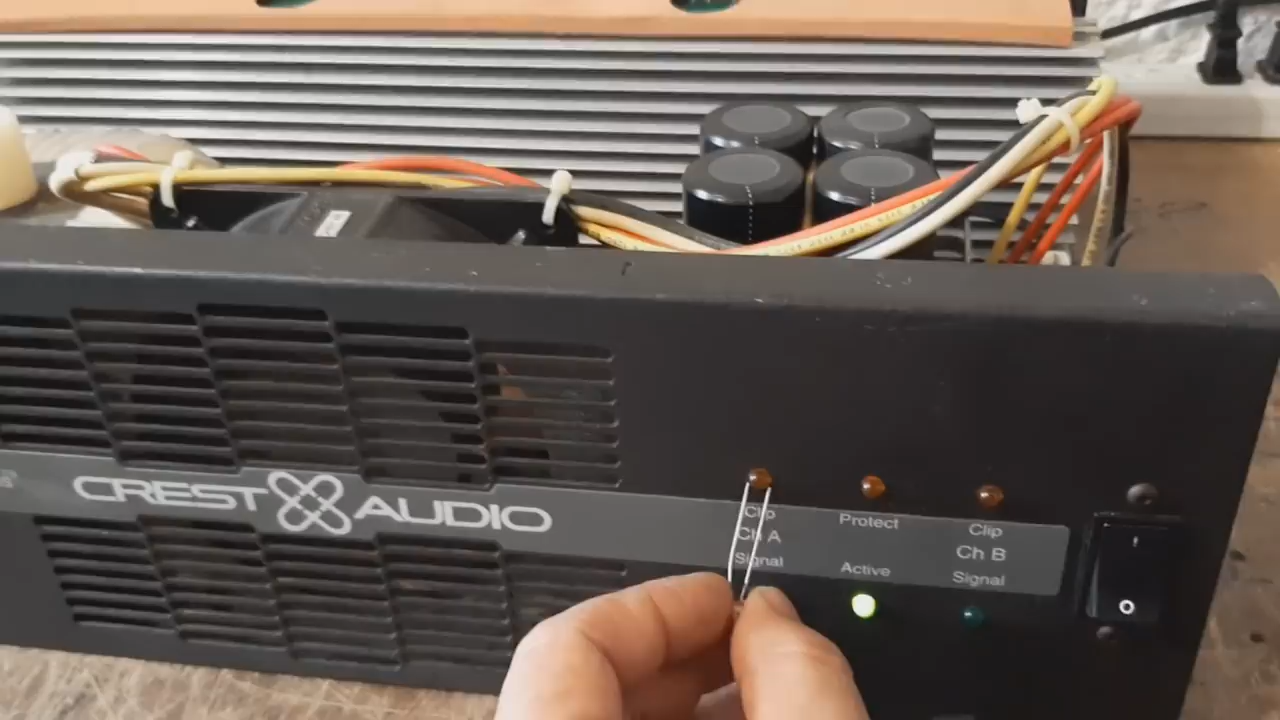 CREST AUDIO
Clip
Ch A
Signal
Protect
Active
Clip
Ch B
Signal